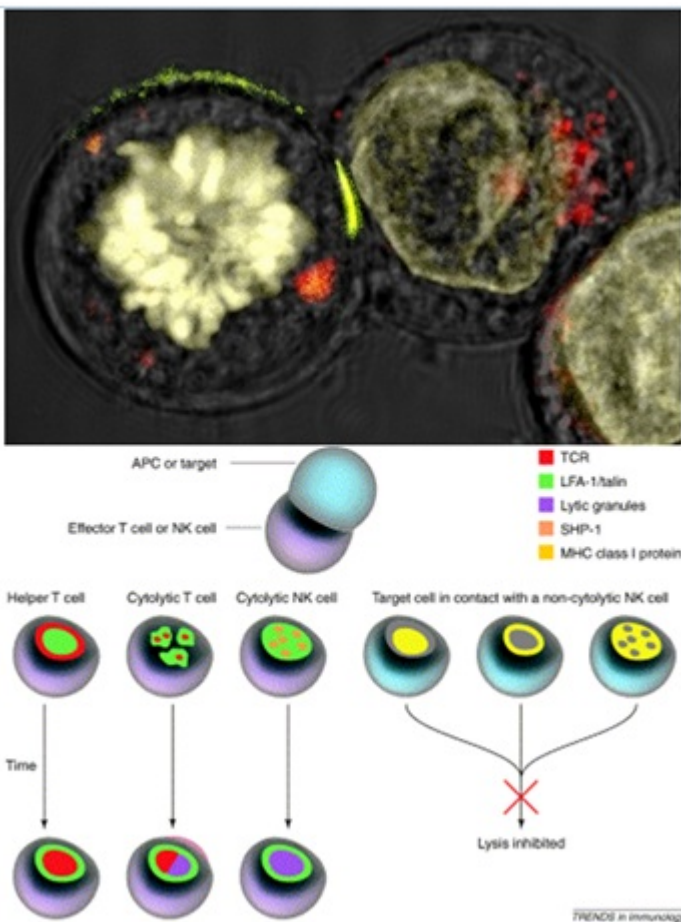 APC or target
Effector T cell or NK cell
TCR
LFA-1/talin
Lytic granules
SHP-1
MHC class I protein
Helper T cell
Cytolytic T cell
Cytolytic NK cell
Target cell in contact with a non-cytolytic NK cell
Time
Lysis inhibited
TRENDS in Immunology